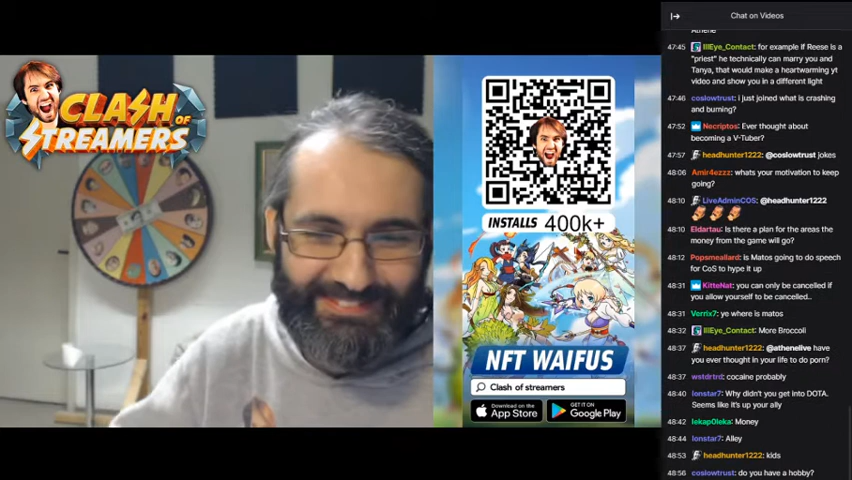 CLASH OF
STREAMERS
INSTALLS 400k+
NFT WAIFUS
Clash of streamers
Download on the
App Store
GET IT ON
Google Play
Chat on Videos
Athene
47:45 IllEye_Contact: for example if Reese is a
"priest" he technically can marry you and
Tanya, that would make a heartwarming yt
video and show you in a different light
47:46 coslowtrust: i just joined what is crashing
and burning?
47:52 Necriptos: Ever thought about
becoming a V-Tuber?
47:57 headhunter1222: @coslowtrust jokes
48:06 Amir4ezzz: whats your motivation to keep
going?
48:10 LiveAdminCOS: @headhunter1222
48:10 Eldartau: Is there a plan for the areas the
money from the game will go?
48:12 Popsmeallard: is Matos going to do speech
for CoS to hype it up
48:31 KitteNat: you can only be cancelled if
you allow yourself to be cancelled..
48:31 Verrix7: ye where is matos
48:32 IllEye_Contact: More Broccoli
48:37 headhunter1222: @athenelive have
you ever thought in your life to do porn?
48:37 wstdrtrd: cocaine probably
48:40 lonstar7: Why didn't you get into DOTA.
Seems like it's up your ally
48:42 lekap0leka: Money
48:44 lonstar7: Alley
48:53 headhunter1222: kids
48:56 coslowtrust: do you have a hobby?